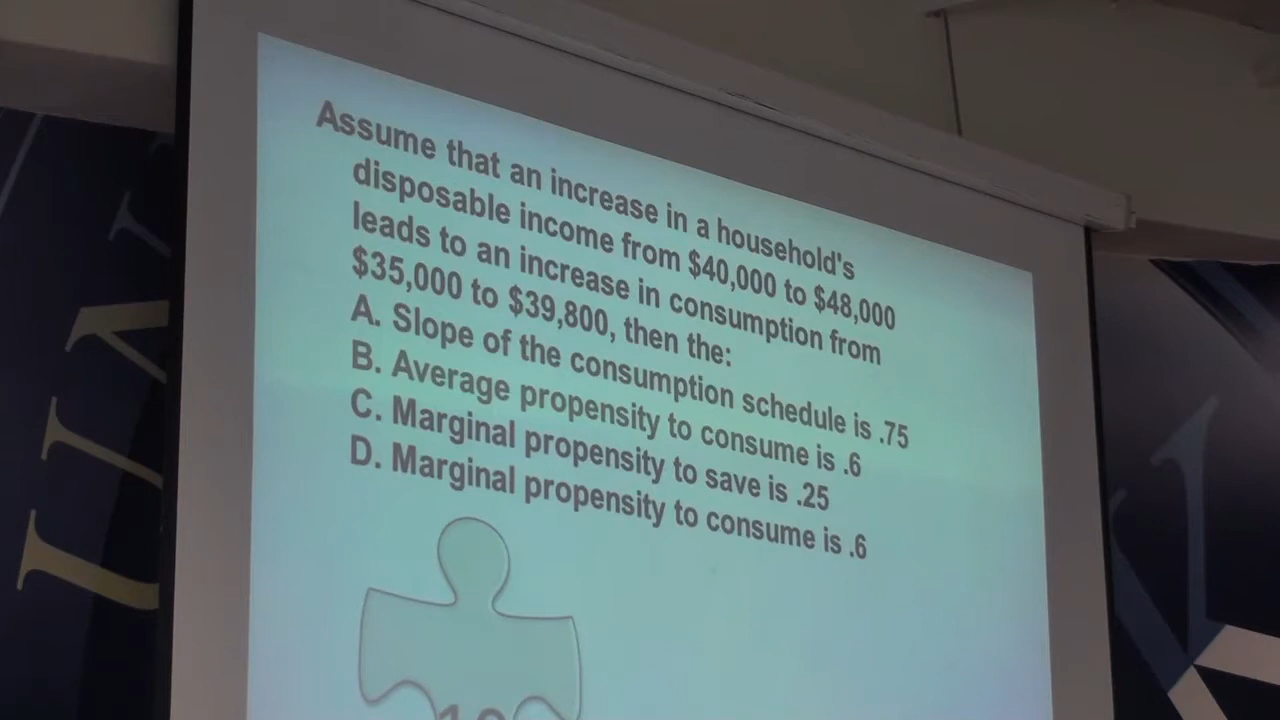 Assume that an increase in a household's
disposable income from $40,000 to $48,000
leads to an increase in consumption from
$35,000 to $39,800, then the:
A. Slope of the consumption schedule is .75
B. Average propensity to consume is .6
C. Marginal propensity to save is .25
D. Marginal propensity to consume is .6